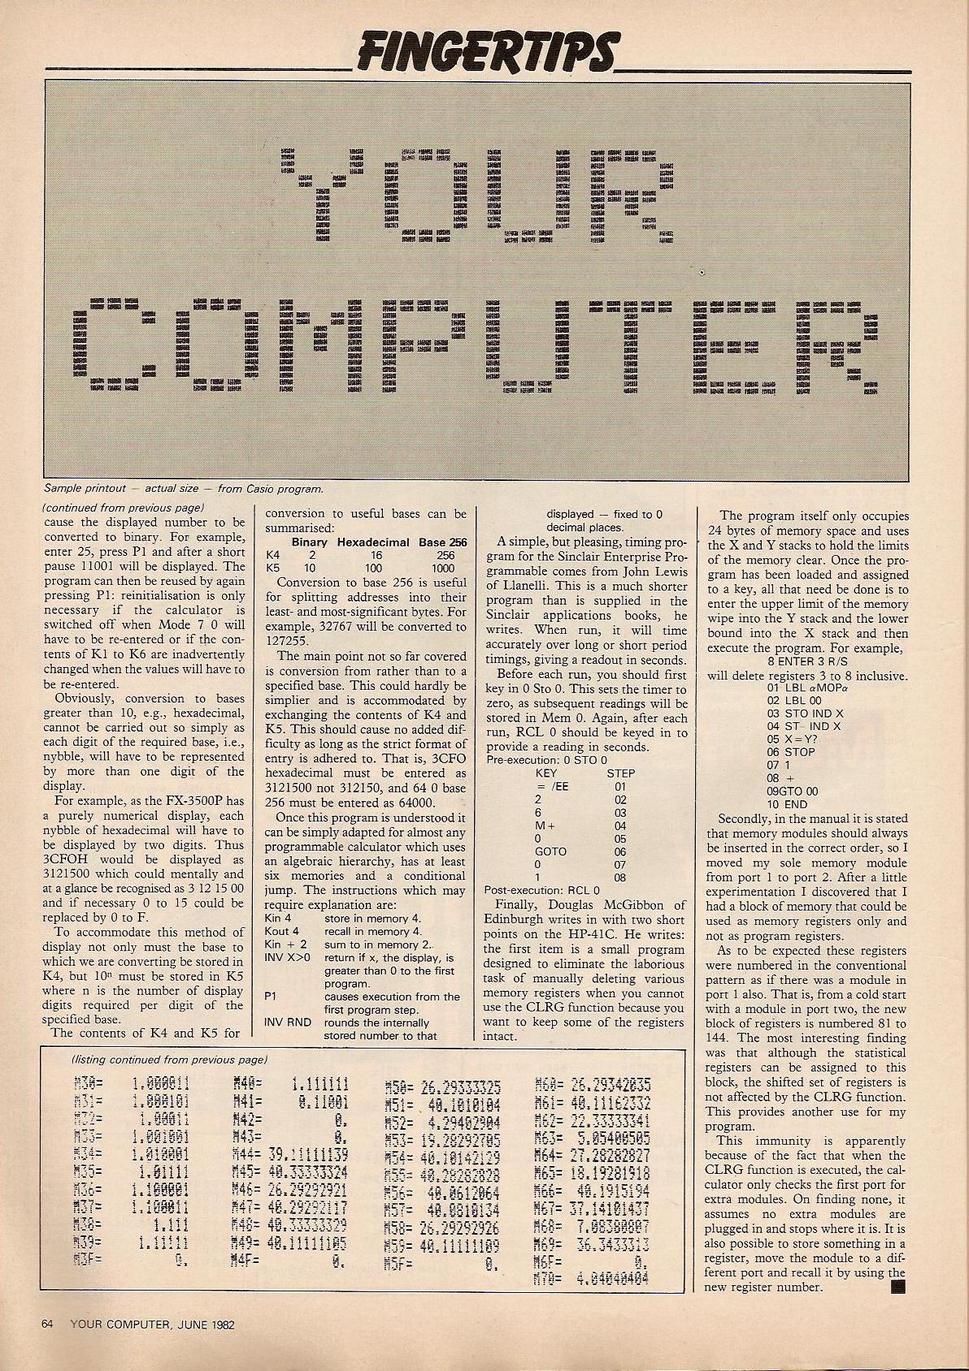 FINGERTIPS
YOUR
COMPUTER
Sample printout — actual size — from Casio program.
(continued from previous page)
cause the displayed number to be
converted to binary. For example,
enter 25, press P1 and after a short
pause 11001 will be displayed. The
program can then be reused by again
pressing P1: reinitialisation is only
necessary if the calculator is
switched off when Mode 7 0 will
have to be re-entered or if the con-
tents of K1 to K6 are inadvertently
changed when the values will have to
be re-entered.
Obviously, conversion to bases
greater than 10, e.g., hexadecimal,
cannot be carried out so simply as
each digit of the required base, i.e.,
nybble, will have to be represented
by more than one digit of the
display.
For example, as the FX-3500P has
a purely numerical display, each
nybble of hexadecimal will have to
be displayed by two digits. Thus
3CFOH would be displayed as
3121500 which could mentally and
at a glance be recognised as 3 12 15 00
and if necessary 0 to 15 could be
replaced by 0 to F.
To accommodate this method of
display not only must the base to
which we are converting be stored in
K4, but 10ⁿ must be stored in K5
where n is the number of display
digits required per digit of the
specified base.
The contents of K4 and K5 for
conversion to useful bases can be
summarised:
Binary Hexadecimal Base 256
K4 2 16 256
K5 10 100 1000
Conversion to base 256 is useful
for splitting addresses into their
least- and most-significant bytes. For
example, 32767 will be converted to
127255.
The main point not so far covered
is conversion from rather than to a
specified base. This could hardly be
simplier and is accommodated by
exchanging the contents of K4 and
K5. This should cause no added dif-
ficulty as long as the strict format of
entry is adhered to. That is, 3CFO
hexadecimal must be entered as
3121500 not 312150, and 64 0 base
256 must be entered as 64000.
Once this program is understood it
can be simply adapted for almost any
programmable calculator which uses
an algebraic hierarchy, has at least
six memories and a conditional
jump. The instructions which may
require explanation are:
Kin 4 store in memory 4.
Kout 4 recall in memory 4.
Kin + 2 sum to in memory 2.
INV X>0 return if x, the display, is
greater than 0 to the first
program.
P1 causes execution from the
first program step.
INV RND rounds the internally
stored number to that
displayed — fixed to 0
decimal places.
A simple, but pleasing, timing pro-
gram for the Sinclair Enterprise Pro-
grammable comes from John Lewis
of Llanelli. This is a much shorter
program than is supplied in the
Sinclair applications books, he
writes. When run, it will time
accurately over long or short period
timings, giving a readout in seconds.
Before each run, you should first
key in 0 Sto 0. This sets the timer to
zero, as subsequent readings will be
stored in Mem 0. Again, after each
run, RCL 0 should be keyed in to
provide a reading in seconds.
Pre-execution: 0 STO 0
KEY STEP
= /EE 01
2 02
6 03
M+ 04
0 05
GOTO 06
0 07
1 08
Post-execution: RCL 0
Finally, Douglas McGibbon of
Edinburgh writes in with two short
points on the HP-41C. He writes:
the first item is a small program
designed to eliminate the laborious
task of manually deleting various
memory registers when you cannot
use the CLRG function because you
want to keep some of the registers
intact.
The program itself only occupies
24 bytes of memory space and uses
the X and Y stacks to hold the limits
of the memory clear. Once the pro-
gram has been loaded and assigned
to a key, all that need be done is to
enter the upper limit of the memory
wipe into the Y stack and the lower
bound into the X stack and then
execute the program. For example,
8 ENTER 3 R/S
will delete registers 3 to 8 inclusive.
01 LBL αMOPα
02 LBL 00
03 STO IND X
04 ST− IND X
05 X=Y?
06 STOP
07 1
08 +
09GTO 00
10 END
Secondly, in the manual it is stated
that memory modules should always
be inserted in the correct order, so I
moved my sole memory module
from port 1 to port 2. After a little
experimentation I discovered that I
had a block of memory that could be
used as memory registers only and
not as program registers.
As to be expected these registers
were numbered in the conventional
pattern as if there was a module in
port 1 also. That is, from a cold start
with a module in port two, the new
block of registers is numbered 81 to
144. The most interesting finding
was that although the statistical
registers can be assigned to this
block, the shifted set of registers is
not affected by the CLRG function.
This provides another use for my
program.
This immunity is apparently
because of the fact that when the
CLRG function is executed, the cal-
culator only checks the first port for
extra modules. On finding none, it
assumes no extra modules are
plugged in and stops where it is. It is
also possible to store something in a
register, move the module to a dif-
ferent port and recall it by using the
new register number.
(listing continued from previous page)
M30= 1.000011
M31= 1.000101
M32= 1.00011
M33= 1.001001
M34= 1.010001
M35= 1.01111
M36= 1.100001
M37= 1.100011
M38= 1.111
M39= 1.11111
M3F= 0.
M40= 1.111111
M41= 0.11001
M42= 0.
M43= 0.
M44= 39.11111139
M45= 40.33333324
M46= 26.29292921
M47= 40.29292117
M48= 40.33333329
M49= 40.11111105
M4F= 0.
M50= 26.29333325
M51= 40.1010104
M52= 4.29402904
M53= 19.28292705
M54= 40.10142129
M55= 40.28282828
M56= 40.0612064
M57= 40.0810134
M58= 26.29292926
M59= 40.11111109
M5F= 0.
M60= 26.29342035
M61= 40.11162332
M62= 22.33333341
M63= 5.05400505
M64= 27.28282827
M65= 18.19281918
M66= 40.1915194
M67= 37.14101437
M68= 7.08380807
M69= 36.3433313
M6F= 0.
M70= 4.04040404
64 YOUR COMPUTER, JUNE 1982